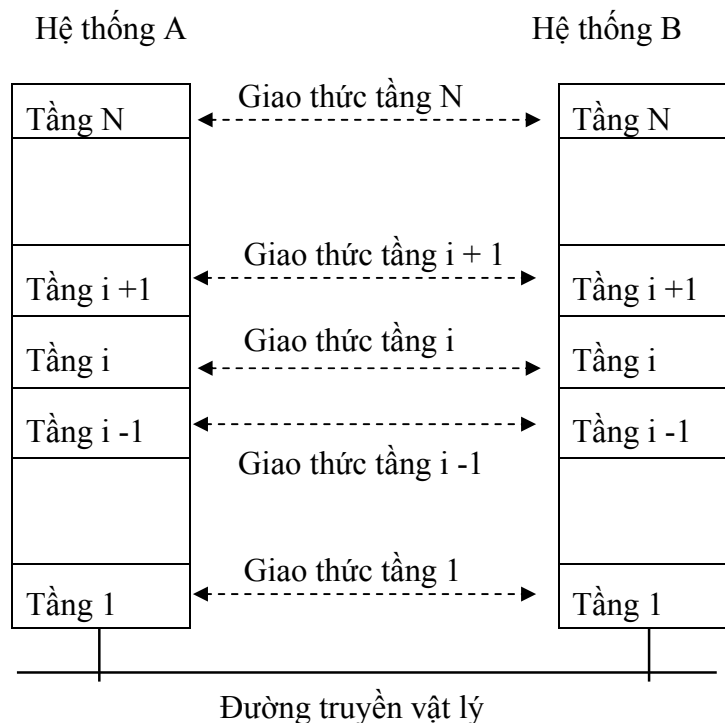 Hệ thống A Hệ thống B
Tầng N Giao thức tầng N Tầng N
Tầng i +1 Giao thức tầng i + 1 Tầng i +1
Tầng i Giao thức tầng i Tầng i
Tầng i -1 Giao thức tầng i -1 Tầng i -1
Tầng 1 Giao thức tầng 1 Tầng 1
Đường truyền vật lý